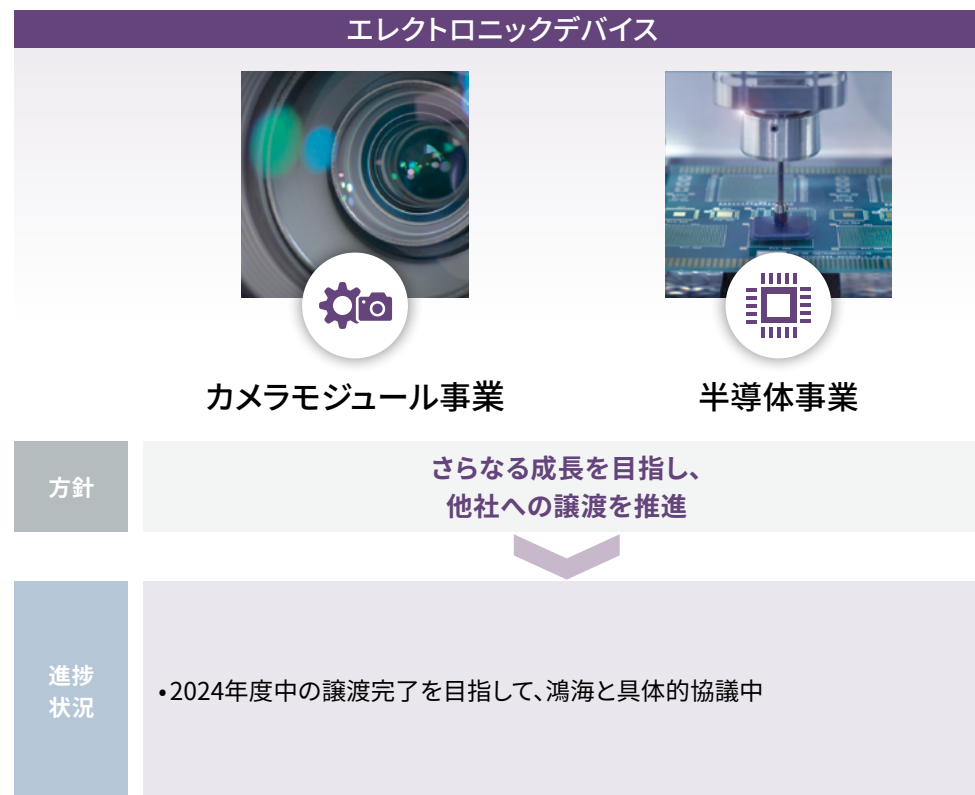 エレクトロニックデバイス
カメラモジュール事業
半導体事業
方針
さらなる成長を目指し、
他社への譲渡を推進
進捗
状況
•2024年度中の譲渡完了を目指して、鴻海と具体的協議中